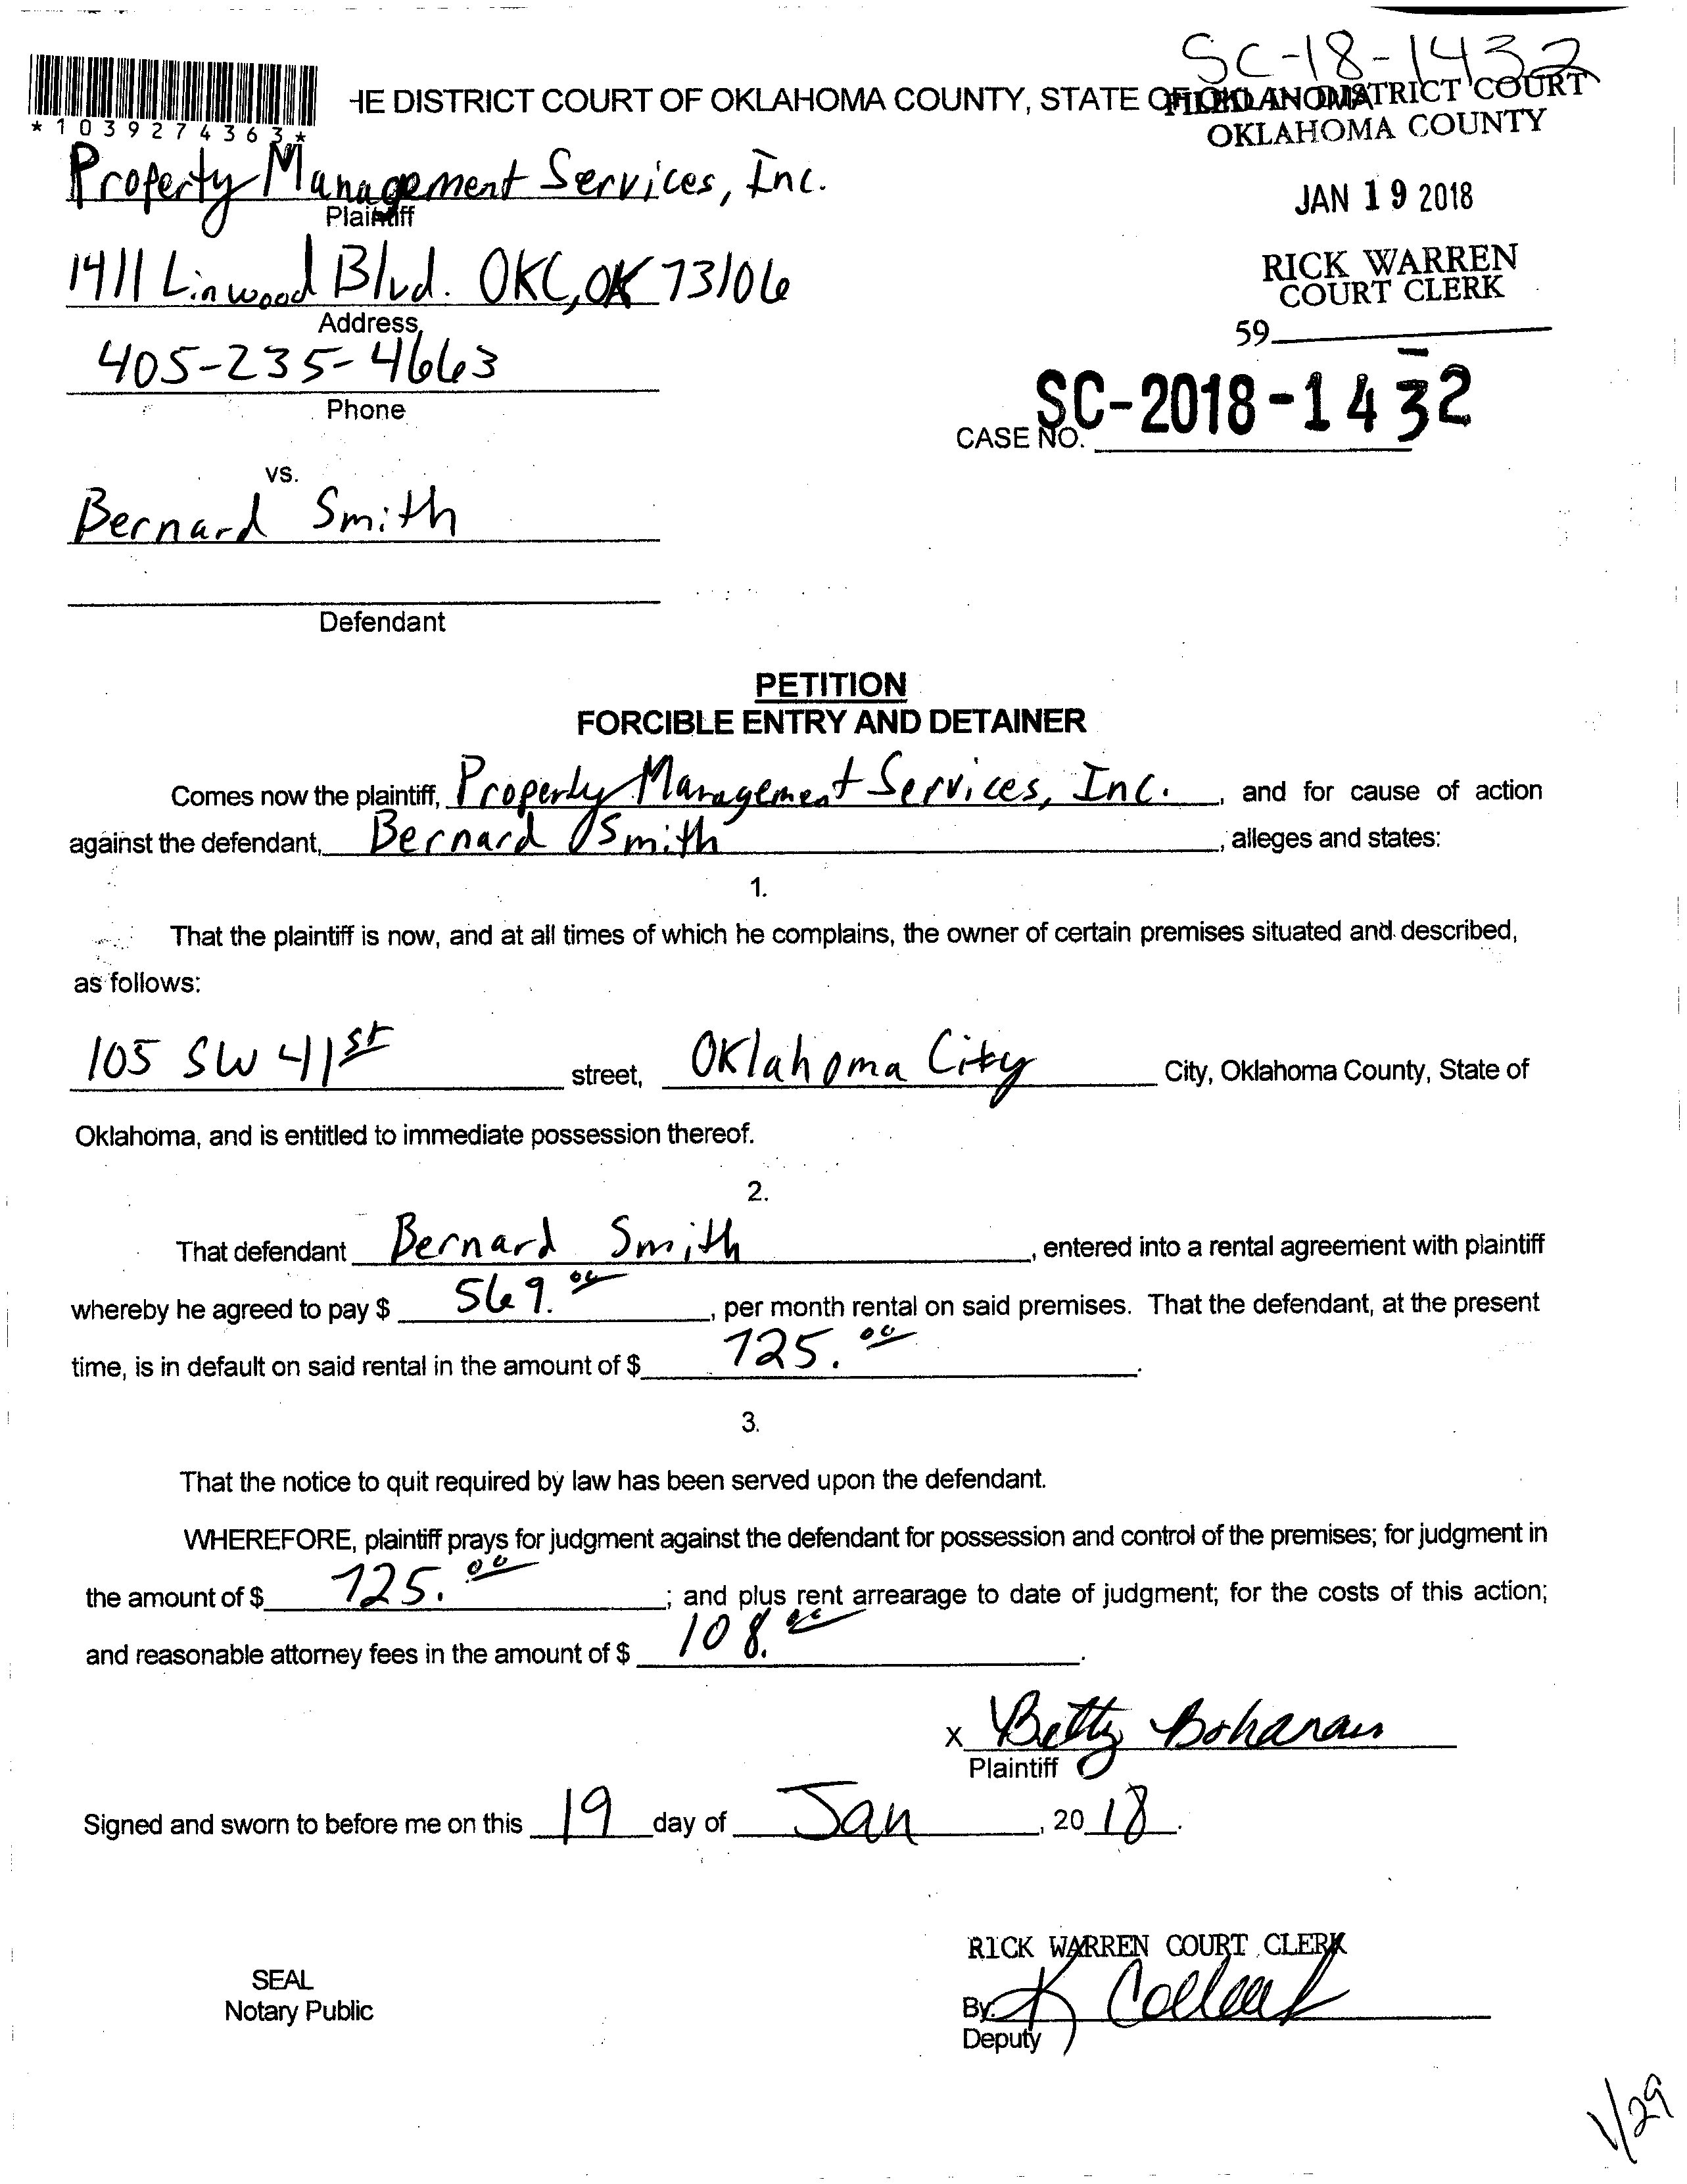 SC-18-1432
HE DISTRICT COURT OF OKLAHOMA COUNTY, STATE OF OKLAHOMA
FILED IN DISTRICT COURT
OKLAHOMA COUNTY
*1039274363*
JAN 19 2018
RICK WARREN
COURT CLERK
59
Property Management Services, Inc.
Plaintiff
1411 Linwood Blvd. OKC, OK 73106
Address
405-235-4663
Phone
CASE NO. SC-2018-1432
vs.
Bernard Smith
Defendant
PETITION
FORCIBLE ENTRY AND DETAINER
Comes now the plaintiff, Property Management Services, Inc., and for cause of action
against the defendant, Bernard Smith, alleges and states:
1.
That the plaintiff is now, and at all times of which he complains, the owner of certain premises situated and described,
as follows:
105 SW 41st street, Oklahoma City City, Oklahoma County, State of
Oklahoma, and is entitled to immediate possession thereof.
2.
That defendant Bernard Smith, entered into a rental agreement with plaintiff
whereby he agreed to pay $ 569.00, per month rental on said premises. That the defendant, at the present
time, is in default on said rental in the amount of $ 725.00.
3.
That the notice to quit required by law has been served upon the defendant.
WHEREFORE, plaintiff prays for judgment against the defendant for possession and control of the premises; for judgment in
the amount of $ 725.00; and plus rent arrearage to date of judgment; for the costs of this action;
and reasonable attorney fees in the amount of $ 108.00.
x Betty Bohanan
Plaintiff
Signed and sworn to before me on this 19 day of Jan, 2018.
RICK WARREN COURT CLERK
SEAL
Notary Public
By: K
Deputy
1/29